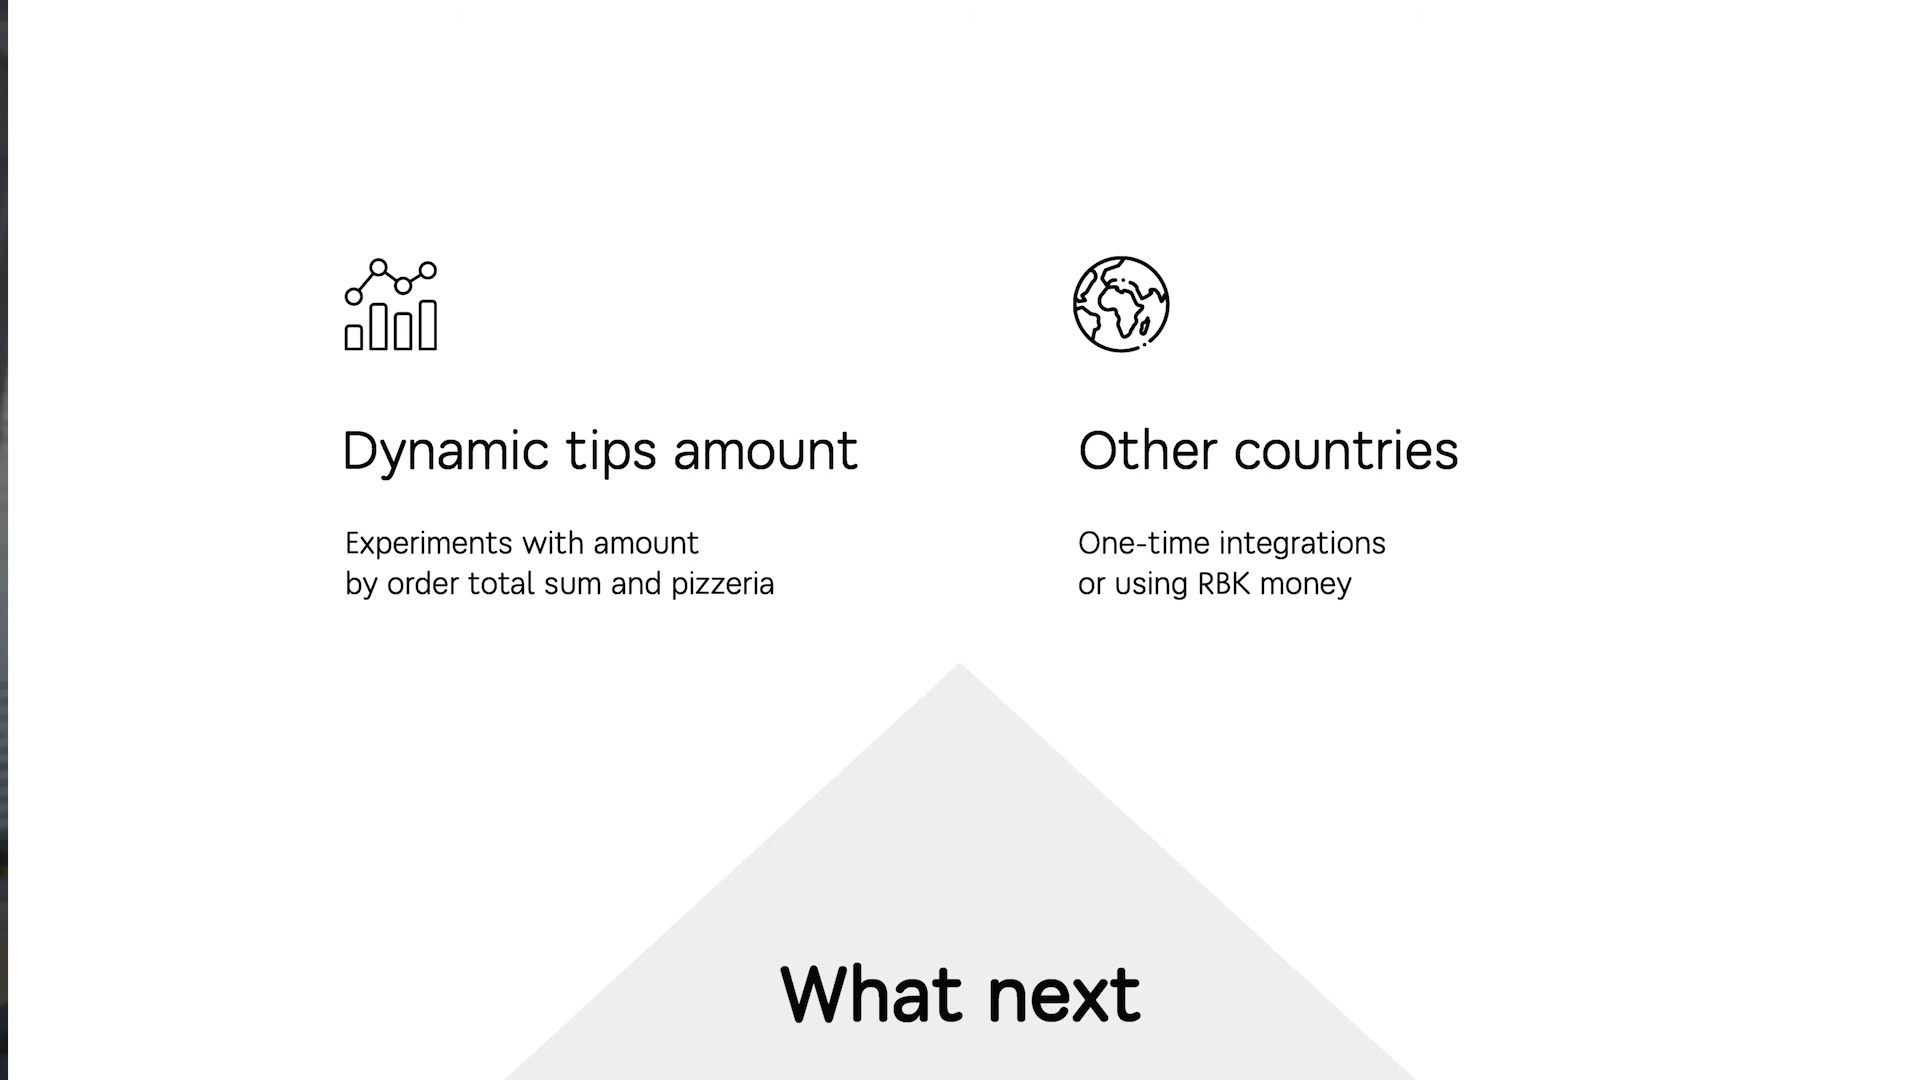 Dynamic tips amount
Experiments with amount
by order total sum and pizzeria
Other countries
One-time integrations
or using RBK money
What next